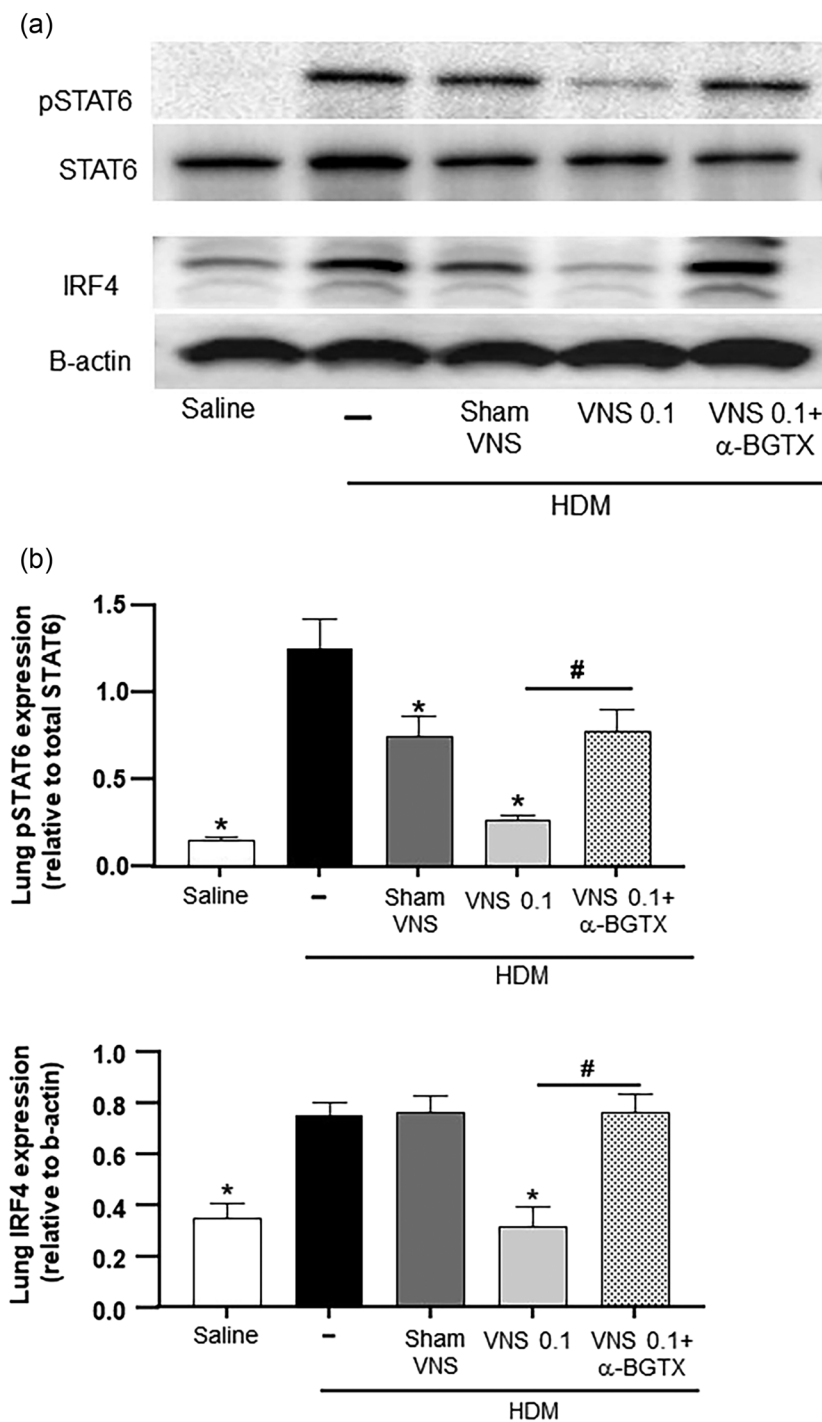 (a)
pSTAT6
STAT6
IRF4
B-actin
Saline – Sham VNS 0.1 VNS 0.1+
VNS α-BGTX
HDM
(b)
Lung pSTAT6 expression
(relative to total STAT6)
1.5
1.0
0.5
0.0
#
* * *
Saline – Sham VNS 0.1 VNS 0.1+
VNS α-BGTX
HDM
Lung IRF4 expression
(relative to b-actin)
1.0
0.8
0.6
0.4
0.2
0.0
#
* *
Saline – Sham VNS 0.1 VNS 0.1+
VNS α-BGTX
HDM